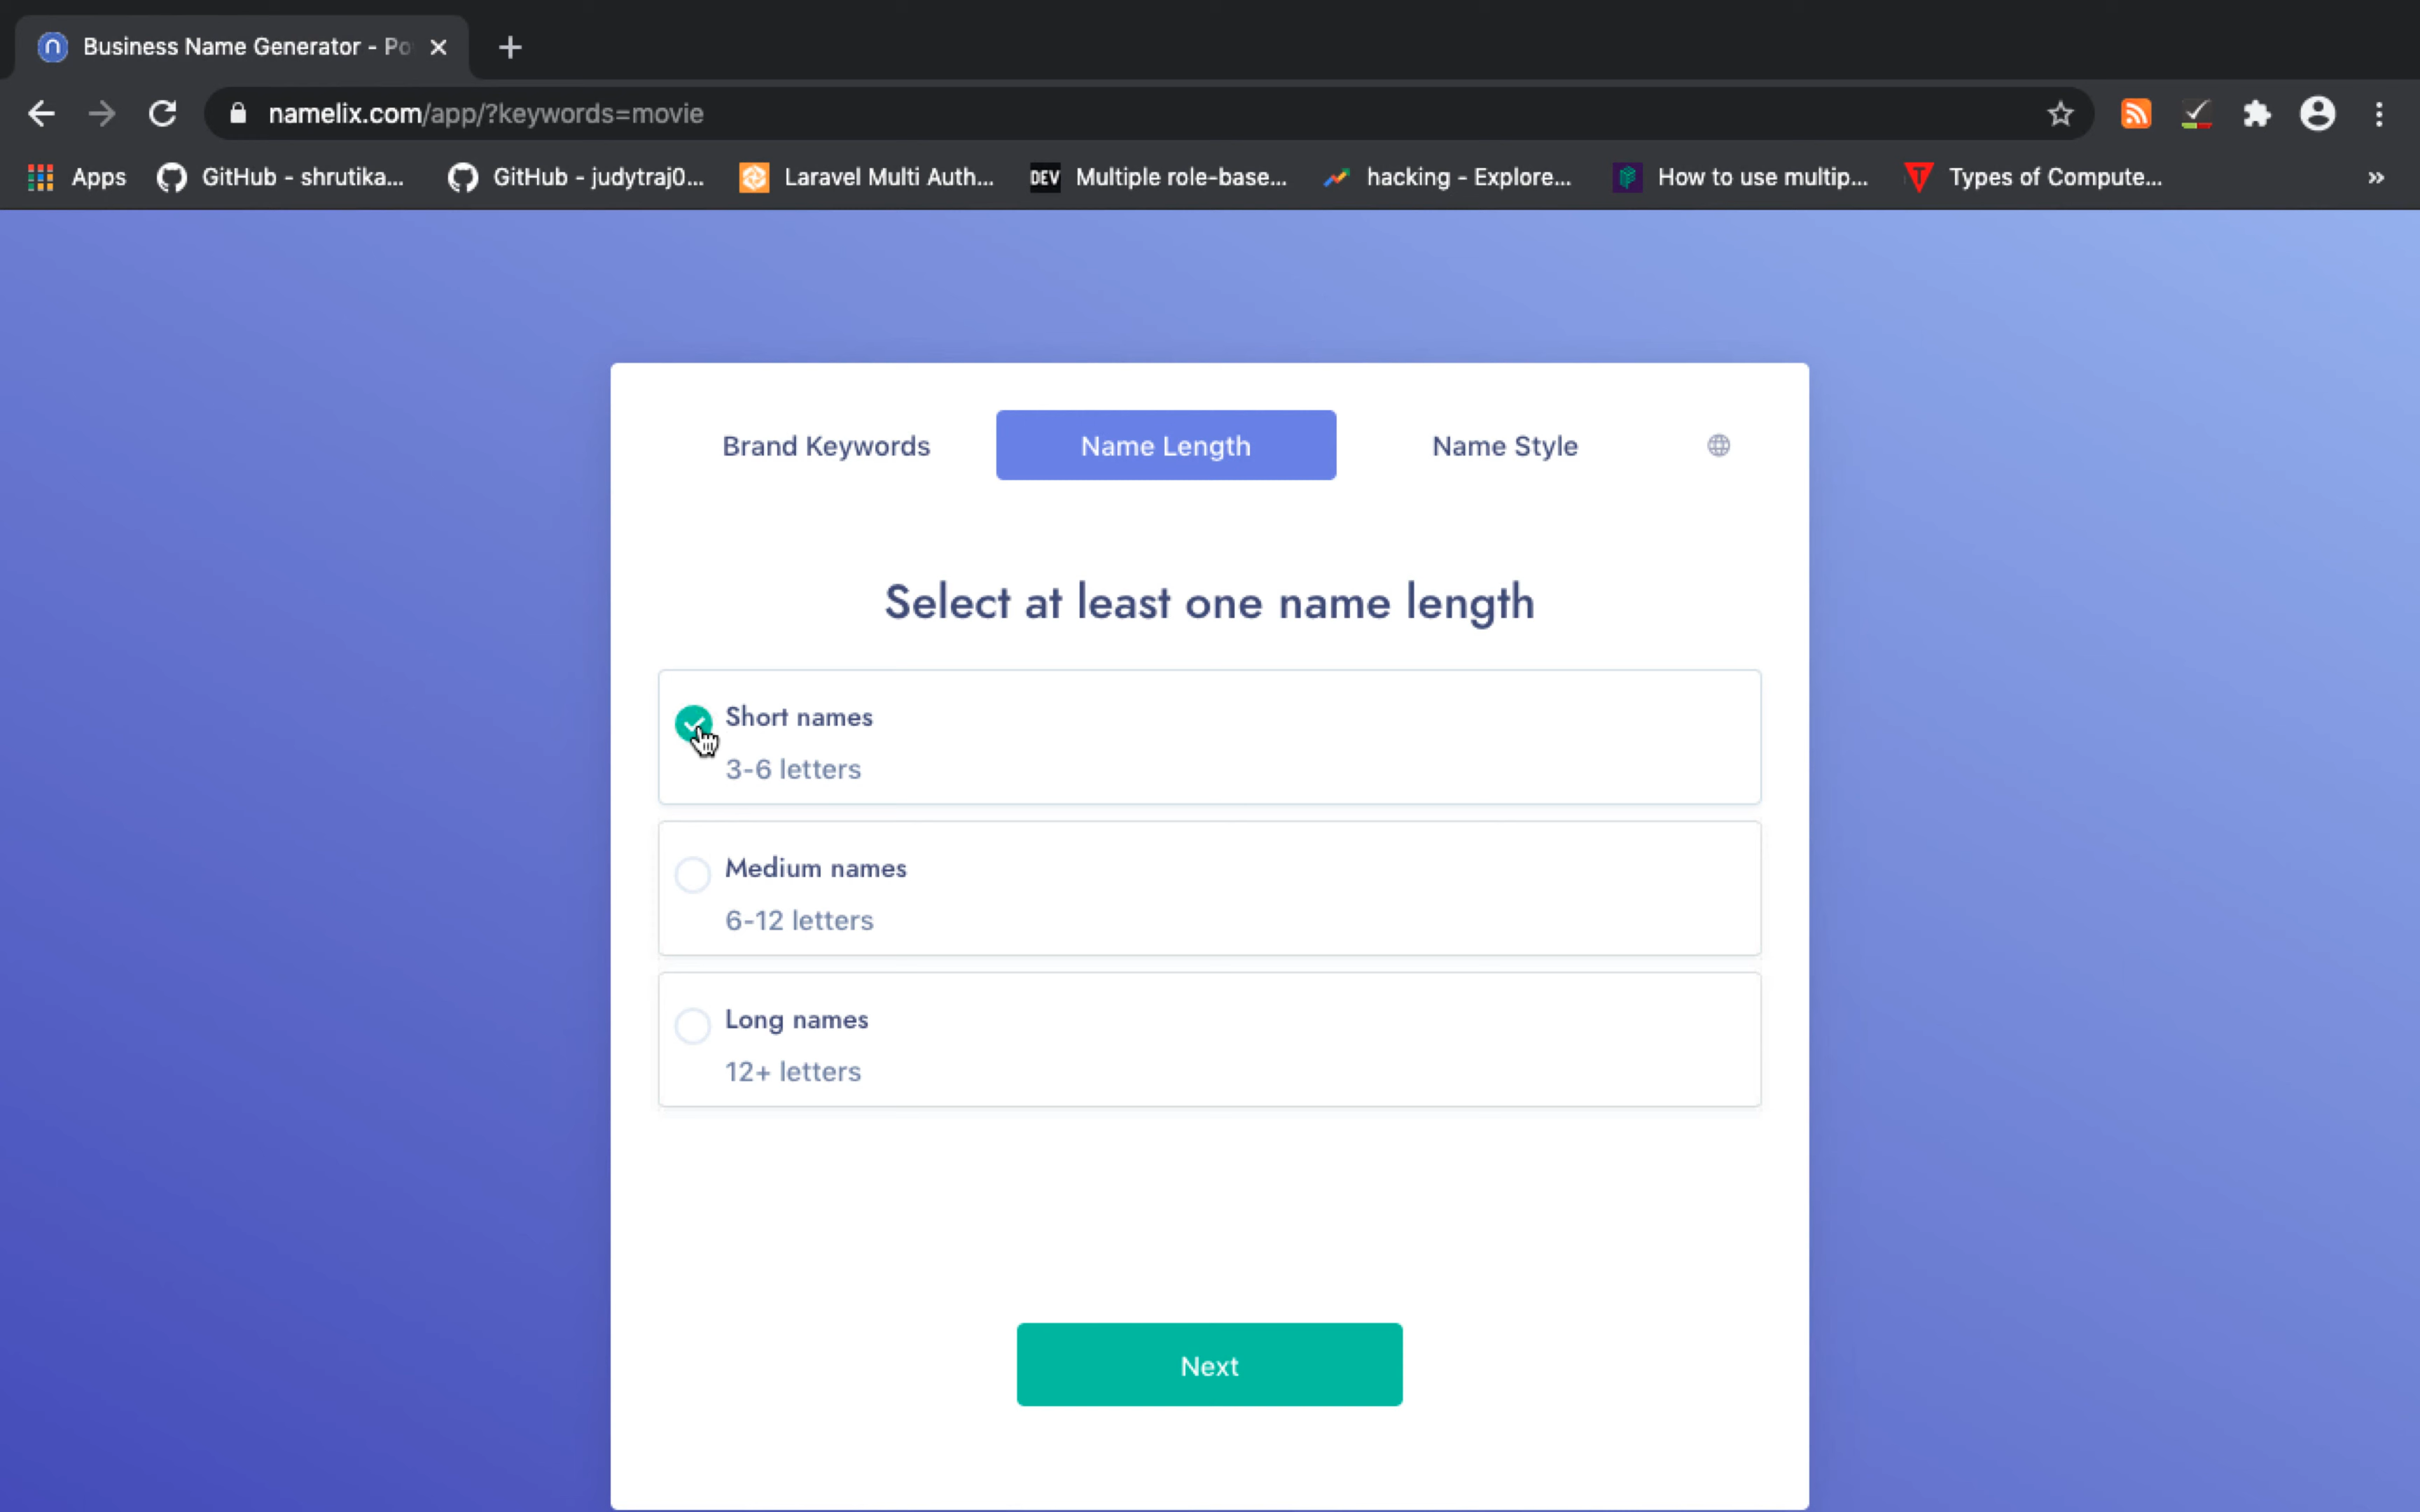 Business Name Generator - Po
namelix.com/app/?keywords=movie
Apps
GitHub - shrutika...
GitHub - judytraj0...
Laravel Multi Auth...
DEV
Multiple role-base...
hacking - Explore...
How to use multip...
T
Types of Compute...
Brand Keywords
Name Length
Name Style
Select at least one name length
Short names
3-6 letters
Medium names
6-12 letters
Long names
12+ letters
Next